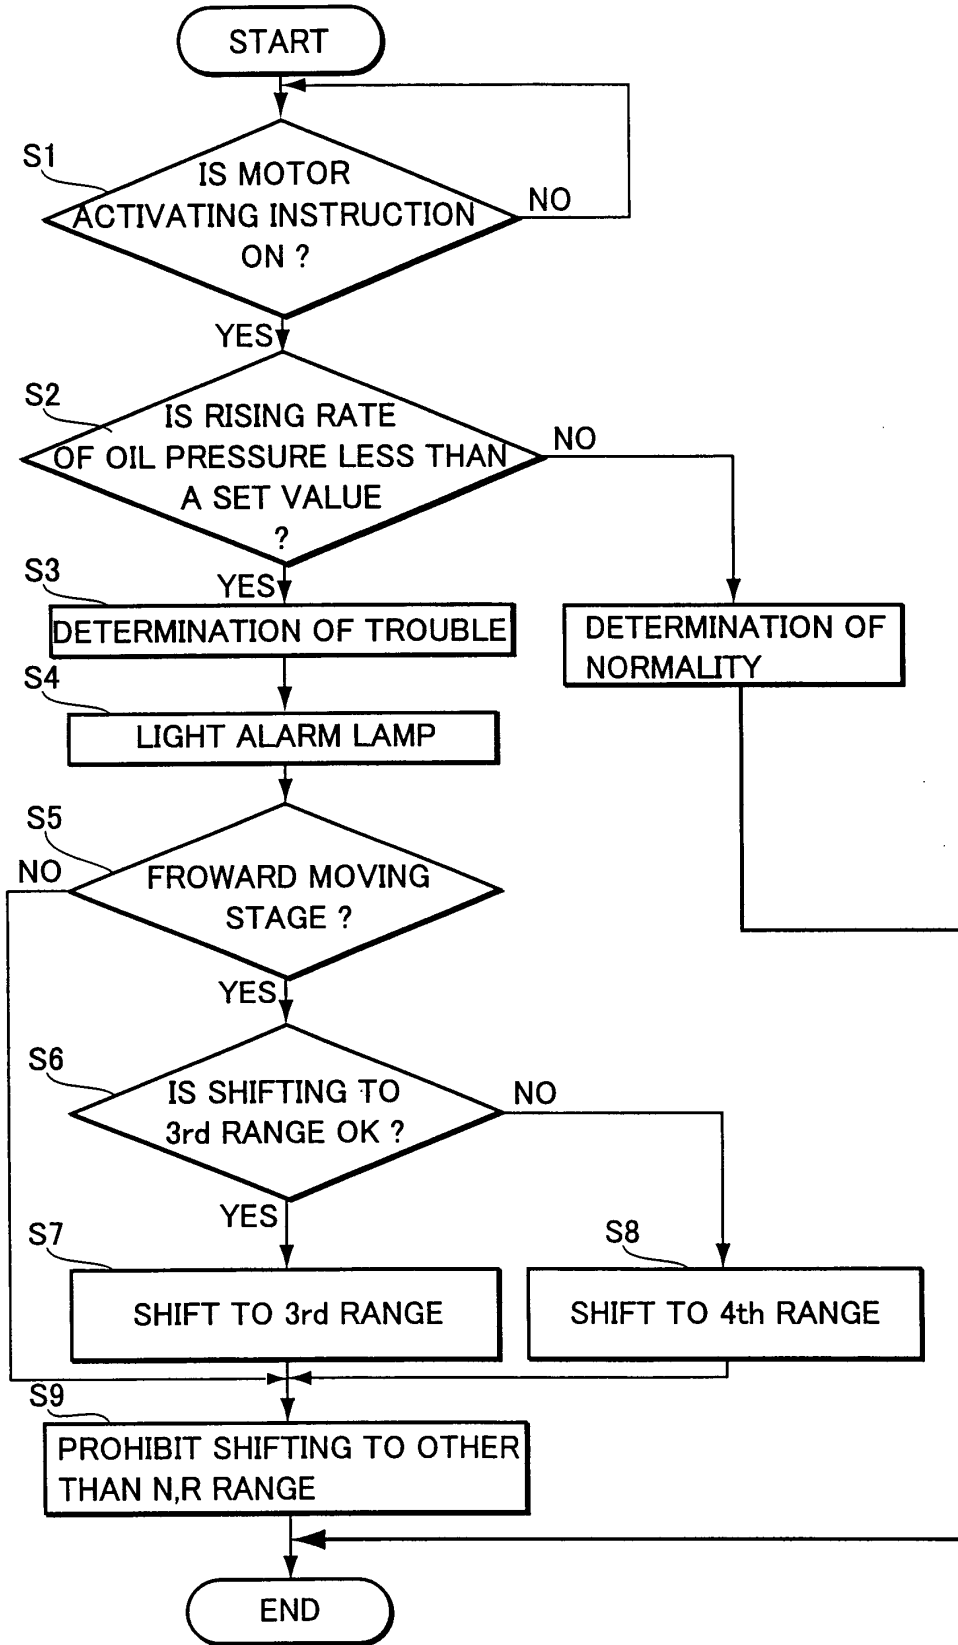 START
S1
IS MOTOR
ACTIVATING INSTRUCTION
ON ?
NO
YES
S2
IS RISING RATE
OF OIL PRESSURE LESS THAN
A SET VALUE
?
NO
YES
S3
DETERMINATION OF TROUBLE
DETERMINATION OF
NORMALITY
S4
LIGHT ALARM LAMP
S5
NO
FROWARD MOVING
STAGE ?
YES
S6
IS SHIFTING TO
3rd RANGE OK ?
NO
YES
S7
SHIFT TO 3rd RANGE
S8
SHIFT TO 4th RANGE
S9
PROHIBIT SHIFTING TO OTHER
THAN N,R RANGE
END